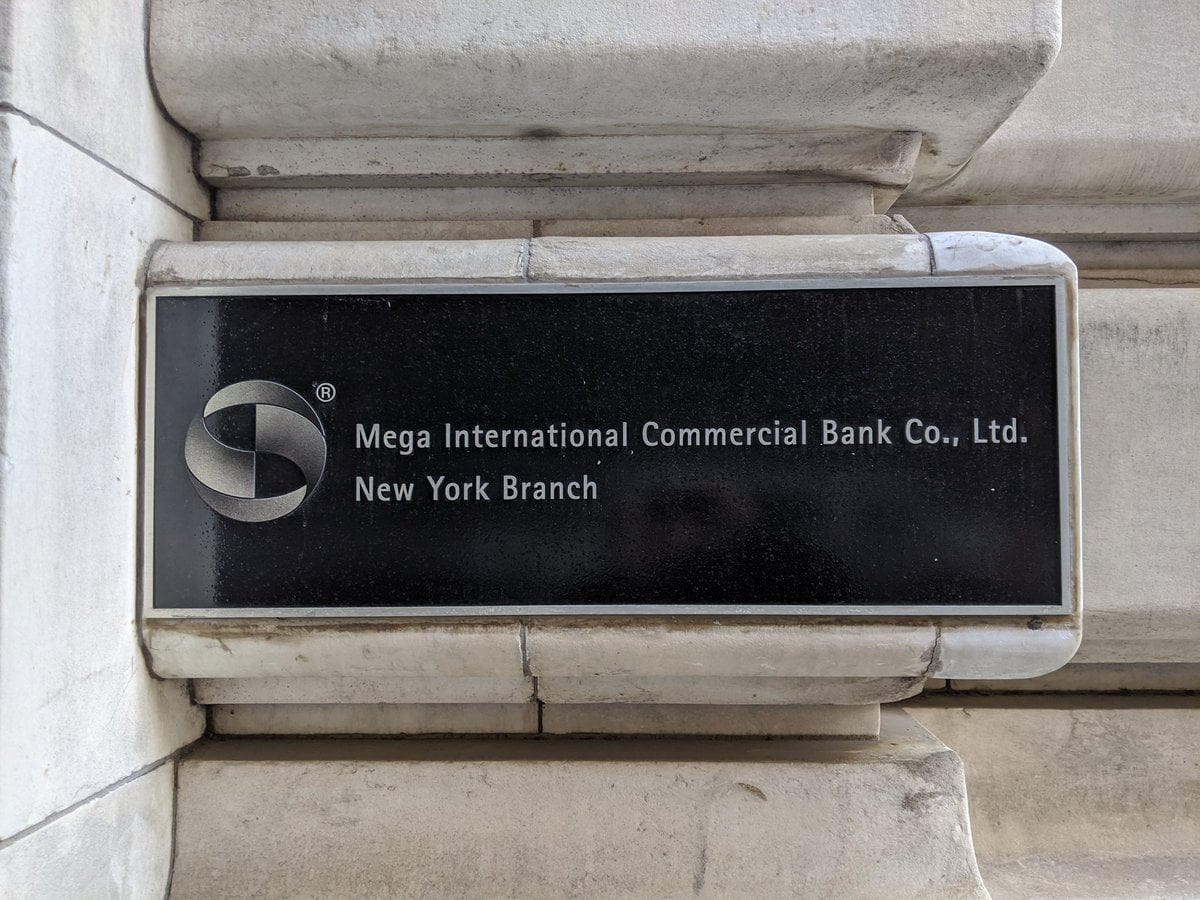 ®
Mega International Commercial Bank Co., Ltd.
New York Branch